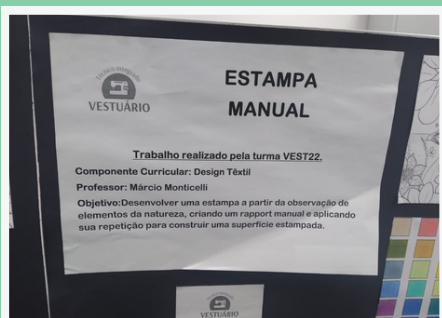 técnico integrado
VESTUÁRIO
ESTAMPA
MANUAL
Trabalho realizado pela turma VEST22.
Componente Curricular: Design Têxtil
Professor: Márcio Monticelli
Objetivo:Desenvolver uma estampa a partir da observação de
elementos da natureza, criando um rapport manual e aplicando
sua repetição para construir uma superfície estampada.
VESTUÁRIO